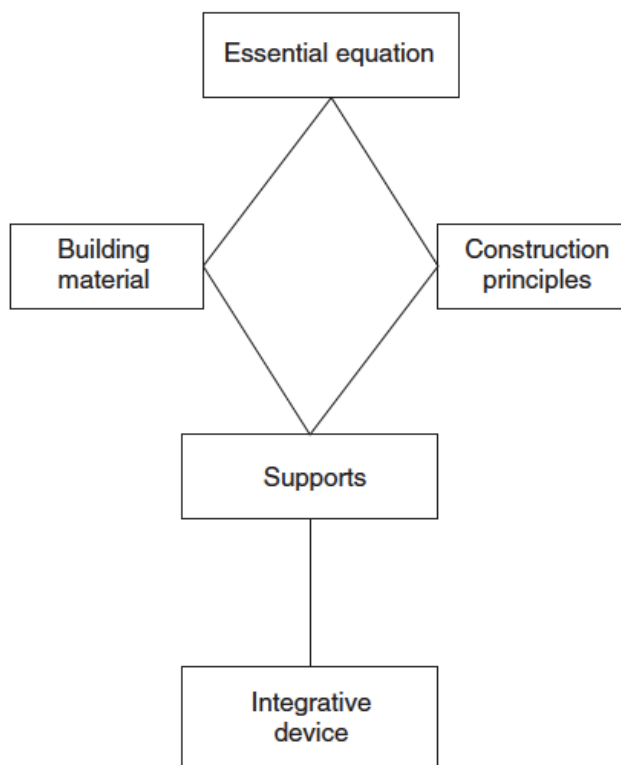 Essential equation
Building
material
Construction
principles
Supports
Integrative
device